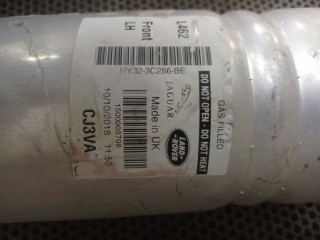 L462
Front
LH
HY32-3C286-BE
JAGUAR
LAND-
ROVER
Made in UK
1S00003708
10/10/2018 11:50
CJ3VA
GAS FILLED
DO NOT OPEN - DO NOT HEAT